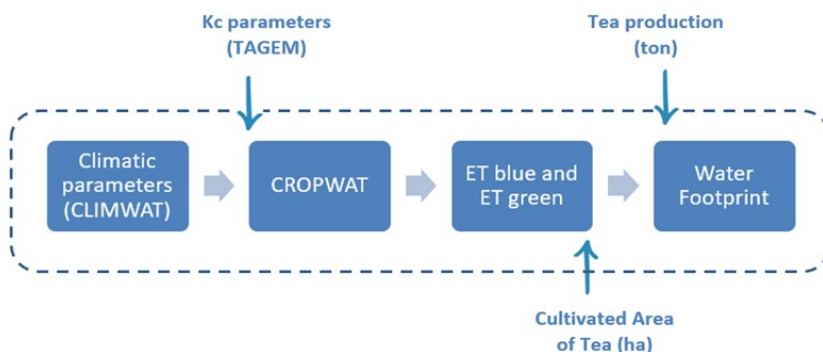 Kc parameters
(TAGEM)
Tea production
(ton)
Climatic
parameters
(CLIMWAT)
CROPWAT
ET blue and
ET green
Water
Footprint
Cultivated Area
of Tea (ha)